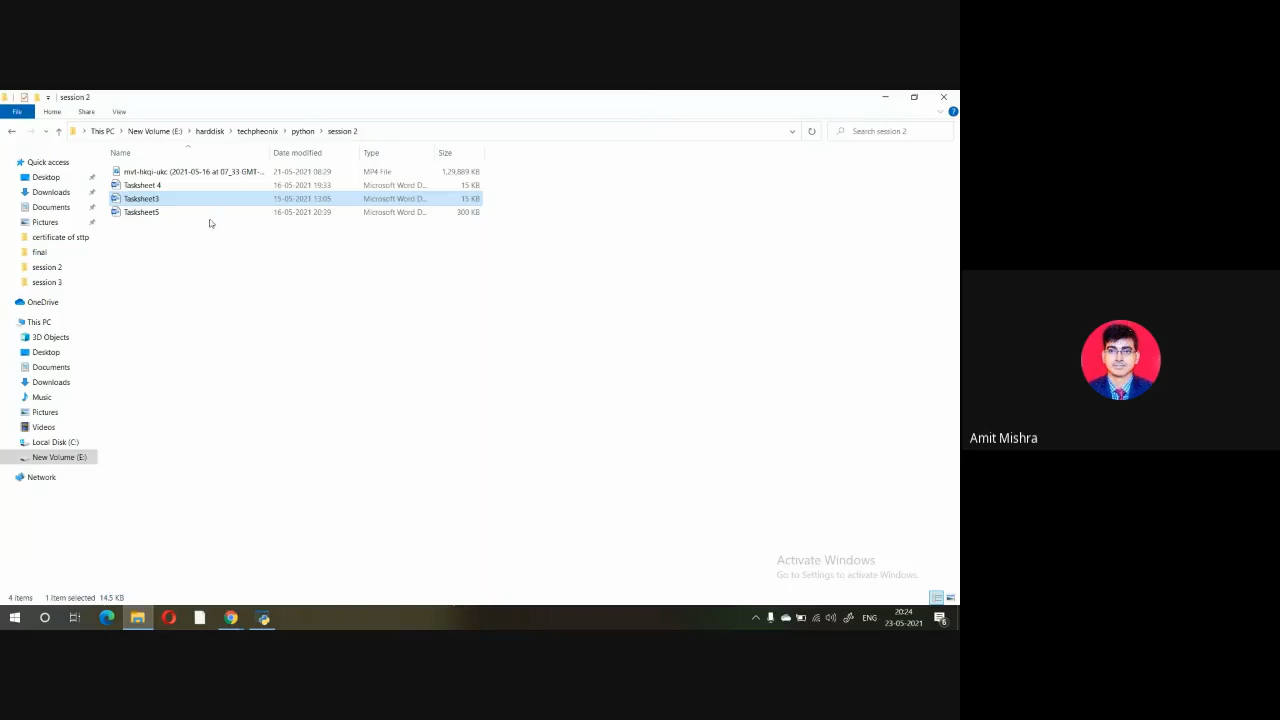 session 2
File Home Share View
This PC New Volume (E:) harddisk techpheonix python session 2
Search session 2
Name Date modified Type Size
mvt-hkqi-ukc (2021-05-16 at 07_33 GMT-... 21-05-2021 08:29 MP4 File 1,29,889 KB
Tasksheet 4 16-05-2021 19:33 Microsoft Word D... 15 KB
Tasksheet3 15-05-2021 13:05 Microsoft Word D... 15 KB
Tasksheet5 16-05-2021 20:39 Microsoft Word D... 300 KB
Quick access
Desktop
Downloads
Documents
Pictures
certificate of sttp
final
session 2
session 3
OneDrive
This PC
3D Objects
Desktop
Documents
Downloads
Music
Pictures
Videos
Local Disk (C:)
New Volume (E:)
Network
Amit Mishra
Activate Windows
Go to Settings to activate Windows.
4 items 1 item selected 14.5 KB
ENG
20:24
23-05-2021
6